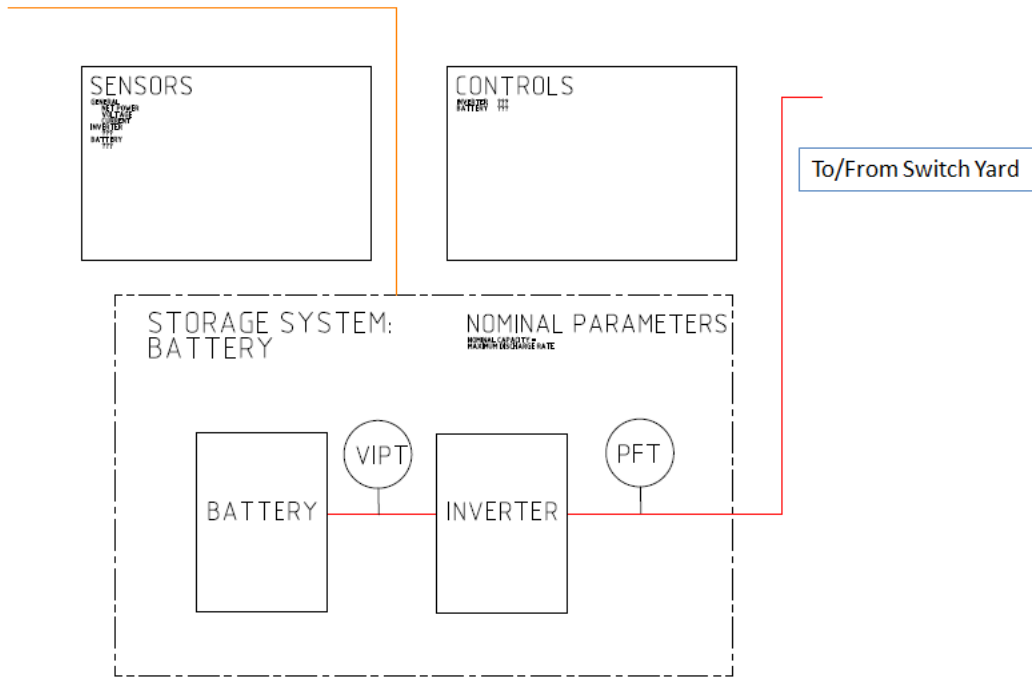 SENSORS
GENERAL
NET POWER
VOLTAGE
CURRENT
INVERTER
???
BATTERY
???
CONTROLS
INVERTER ???
BATTERY ???
To/From Switch Yard
STORAGE SYSTEM:
BATTERY
NOMINAL PARAMETERS
NOMINAL CAPACITY =
MAXIMUM DISCHARGE RATE
VIPT
PFT
BATTERY
INVERTER